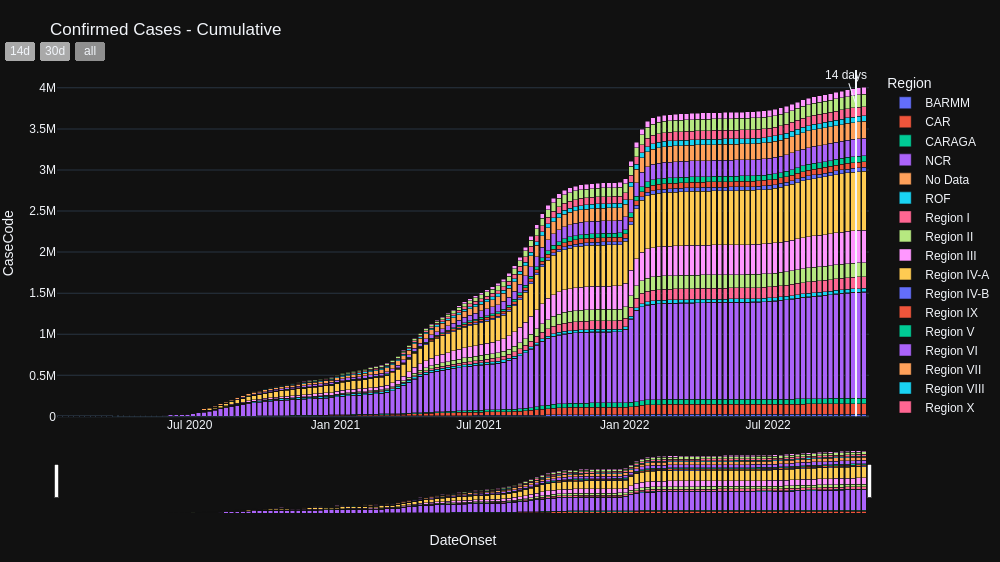 Confirmed Cases - Cumulative
14d 30d all
14 days
4M
3.5M
3M
2.5M
2M
1.5M
1M
0.5M
0
CaseCode
Jul 2020 Jan 2021 Jul 2021 Jan 2022 Jul 2022
DateOnset
Region
BARMM
CAR
CARAGA
NCR
No Data
ROF
Region I
Region II
Region III
Region IV-A
Region IV-B
Region IX
Region V
Region VI
Region VII
Region VIII
Region X